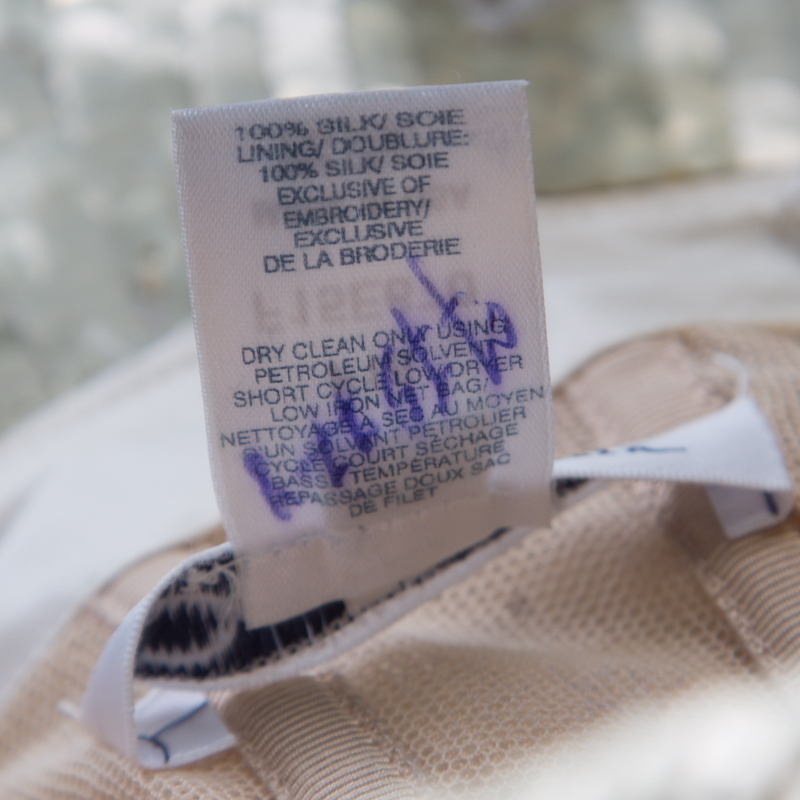 100% SILK/ SOIE
LINING/ DOUBLURE:
100% SILK/ SOIE
EXCLUSIVE OF
EMBROIDERY/
EXCLUSIVE
DE LA BRODERIE
DRY CLEAN ONLY USING
PETROLEUM SOLVENT
SHORT CYCLE LOW DRYER
LOW IRON NET BAG/
NETTOYAGE A SEC AU MOYEN
D'UN SOLVANT PETROLIER
CYCLE COURT SÉCHAGE
BASSE TEMPÉRATURE
REPASSAGE DOUX SAC
DE FILET